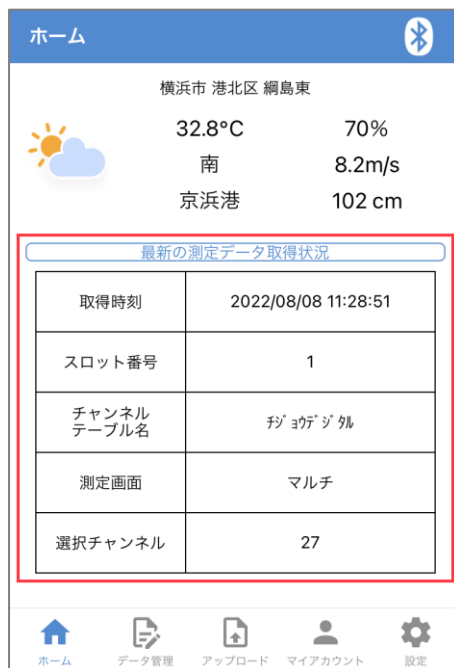 ホーム
横浜市 港北区 綱島東
32.8°C 70%
南 8.2m/s
京浜港 102 cm
最新の測定データ取得状況
取得時刻 2022/08/08 11:28:51
スロット番号 1
チャンネル
テーブル名 ﾁｼﾞｮｳﾃﾞｼﾞﾀﾙ
測定画面 マルチ
選択チャンネル 27
ホーム データ管理 アップロード マイアカウント 設定